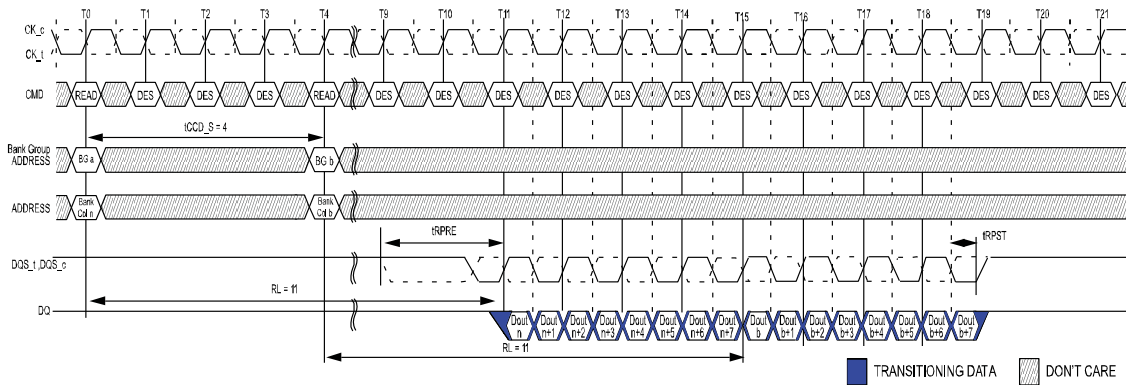 T0 T1 T2 T3 T4 T9 T10 T11 T12 T13 T14 T15 T16 T17 T18 T19 T20 T21
CK_c
CK_t
CMD READ DES DES DES READ DES DES DES DES DES DES DES DES DES DES DES DES DES
tCCD_S = 4
Bank Group
ADDRESS BG a BG b
ADDRESS Bank Col n Bank Col b
tRPRE tRPST
DQS_t,DQS_c
RL = 11
DQ Dout n Dout n+1 Dout n+2 Dout n+3 Dout n+4 Dout n+5 Dout n+6 Dout n+7 Dout b Dout b+1 Dout b+2 Dout b+3 Dout b+4 Dout b+5 Dout b+6 Dout b+7
RL = 11
TRANSITIONING DATA DON'T CARE